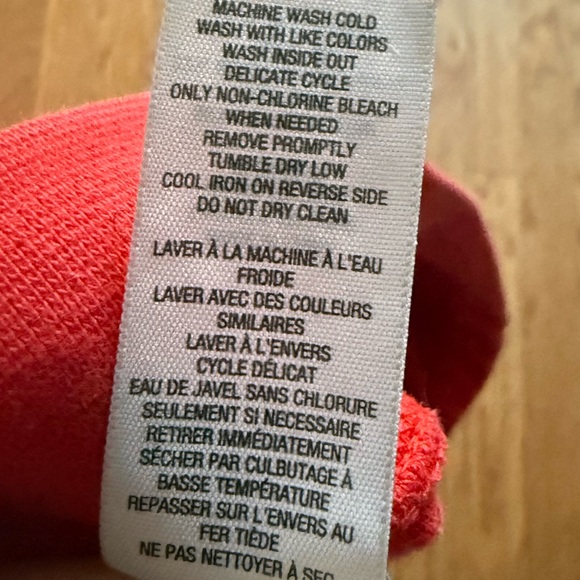 MACHINE WASH COLD
WASH WITH LIKE COLORS
WASH INSIDE OUT
DELICATE CYCLE
ONLY NON-CHLORINE BLEACH
WHEN NEEDED
REMOVE PROMPTLY
TUMBLE DRY LOW
COOL IRON ON REVERSE SIDE
DO NOT DRY CLEAN
LAVER À LA MACHINE À L'EAU
FROIDE
LAVER AVEC DES COULEURS
SIMILAIRES
LAVER À L'ENVERS
CYCLE DÉLICAT
EAU DE JAVEL SANS CHLORURE
SEULEMENT SI NECESSAIRE
RETIRER IMMÉDIATEMENT
SÉCHER PAR CULBUTAGE À
BASSE TEMPÉRATURE
REPASSER SUR L'ENVERS AU
FER TIÈDE
NE PAS NETTOYER À SEC